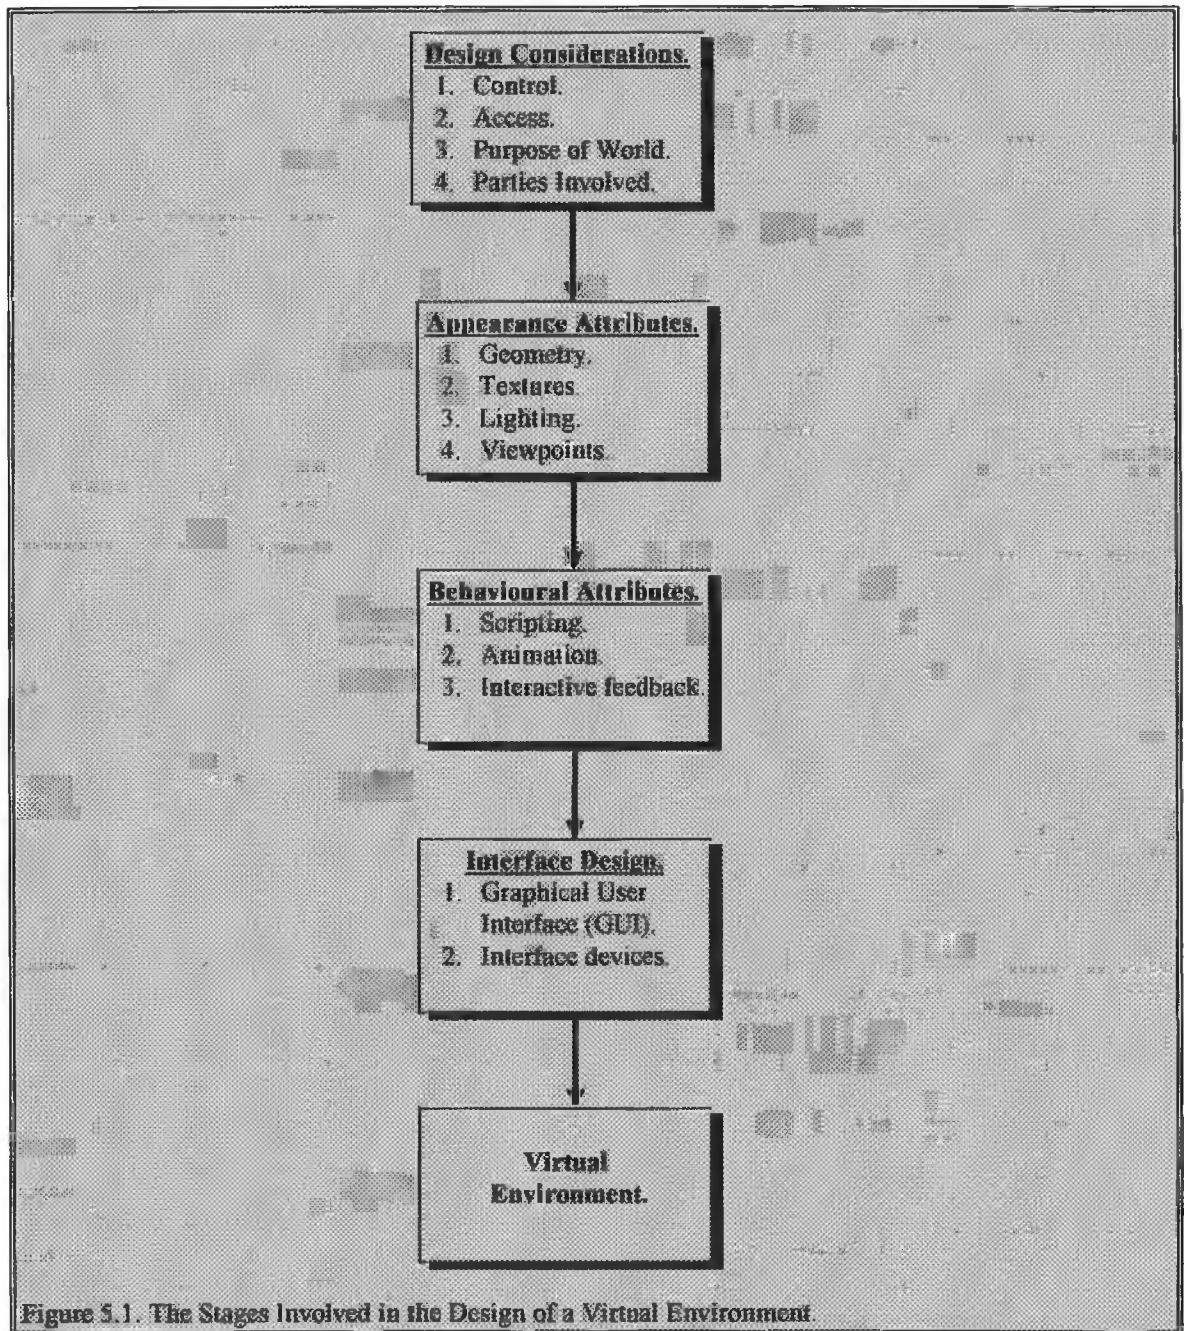 Design Considerations.
1. Control.
2. Access.
3. Purpose of World.
4. Parties Involved.
Appearance Attributes.
1. Geometry.
2. Textures.
3. Lighting.
4. Viewpoints.
Behavioural Attributes.
1. Scripting.
2. Animation.
3. Interactive feedback.
Interface Design.
1. Graphical User
Interface (GUI).
2. Interface devices.
Virtual
Environment.
Figure 5.1. The Stages Involved in the Design of a Virtual Environment.